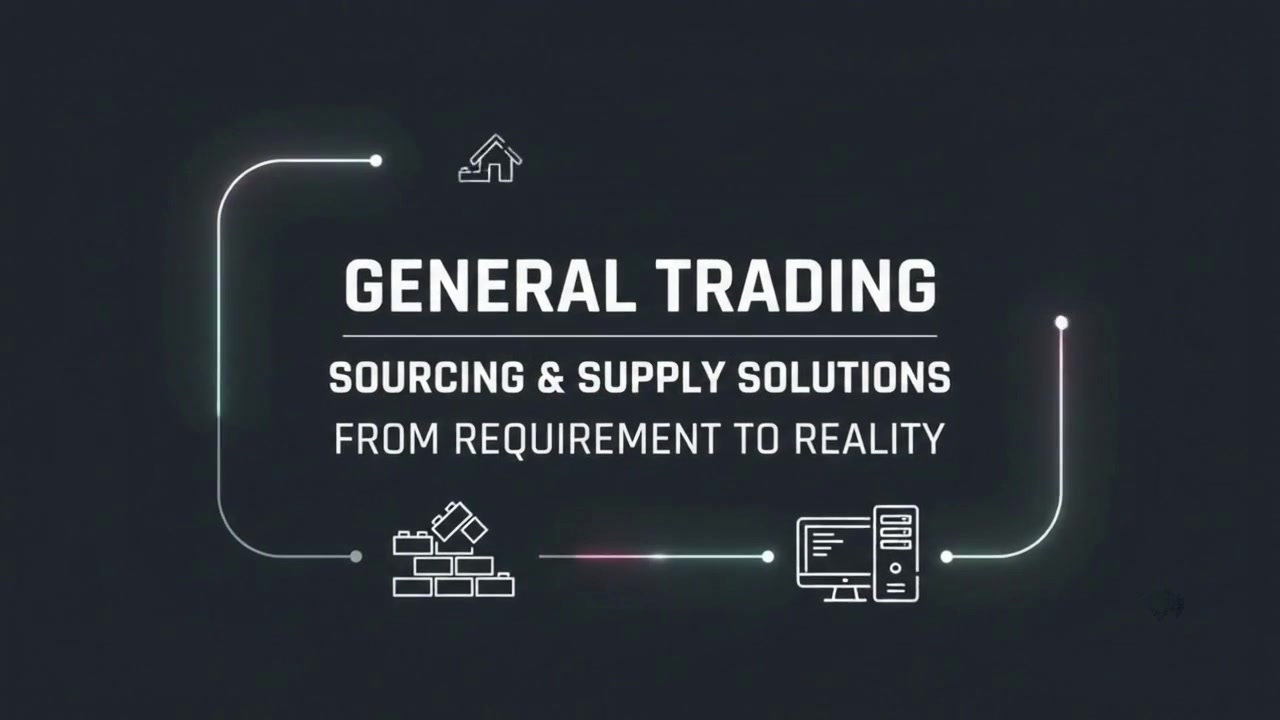 GENERAL TRADING
SOURCING & SUPPLY SOLUTIONS
FROM REQUIREMENT TO REALITY